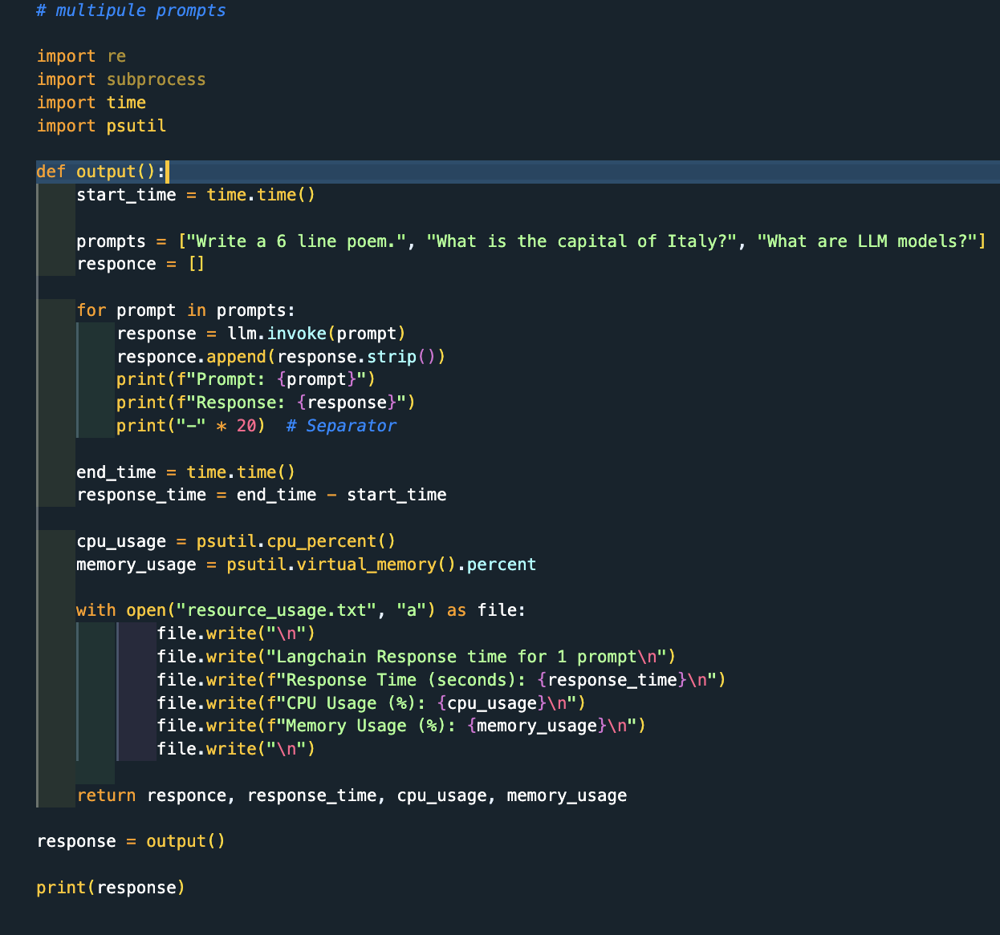 # multipule prompts
import re
import subprocess
import time
import psutil
def output():
start_time = time.time()
prompts = ["Write a 6 line poem.", "What is the capital of Italy?", "What are LLM models?"]
responce = []
for prompt in prompts:
response = llm.invoke(prompt)
responce.append(response.strip())
print(f"Prompt: {prompt}")
print(f"Response: {response}")
print("-" * 20)  # Separator
end_time = time.time()
response_time = end_time - start_time
cpu_usage = psutil.cpu_percent()
memory_usage = psutil.virtual_memory().percent
with open("resource_usage.txt", "a") as file:
file.write("\n")
file.write("Langchain Response time for 1 prompt\n")
file.write(f"Response Time (seconds): {response_time}\n")
file.write(f"CPU Usage (%): {cpu_usage}\n")
file.write(f"Memory Usage (%): {memory_usage}\n")
file.write("\n")
return responce, response_time, cpu_usage, memory_usage
response = output()
print(response)